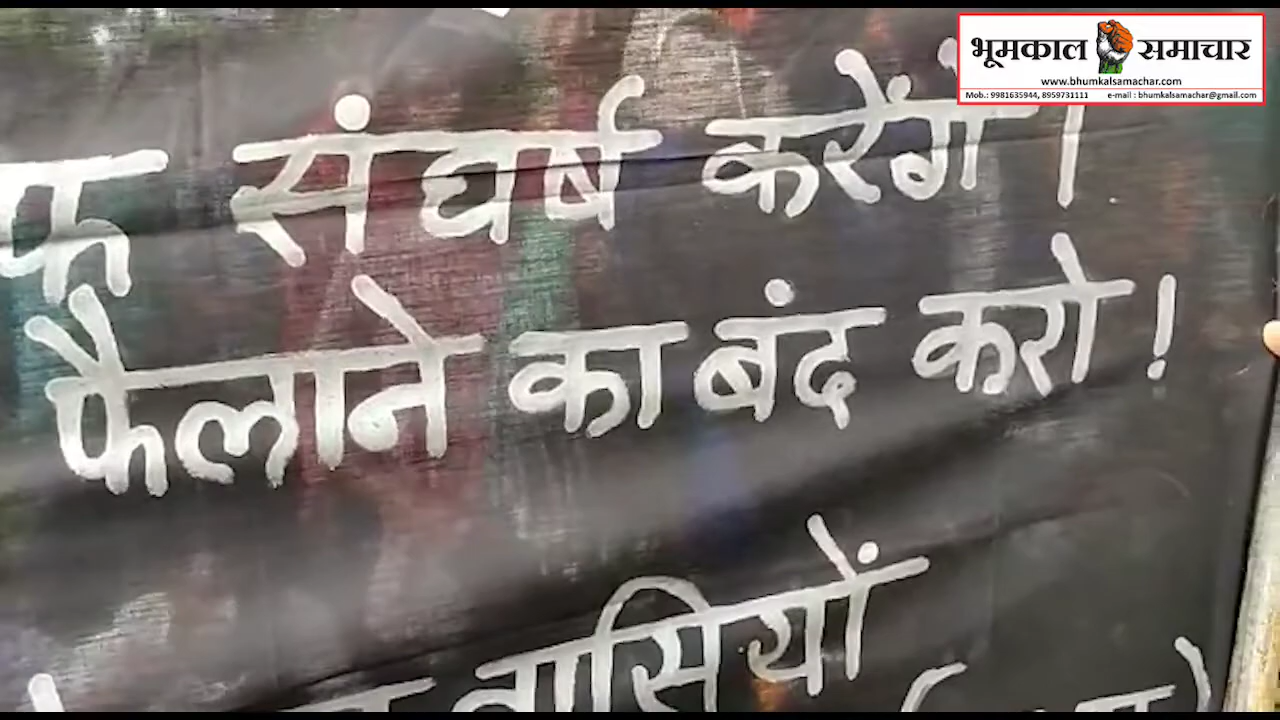 भूमकाल समाचार
www.bhumkalsamachar.com
Mob.: 9981635944, 8959731111 e-mail : bhumkalsamachar@gmail.com
संघर्ष करेंगे।
फैलाने का बंद करो!
वासियों